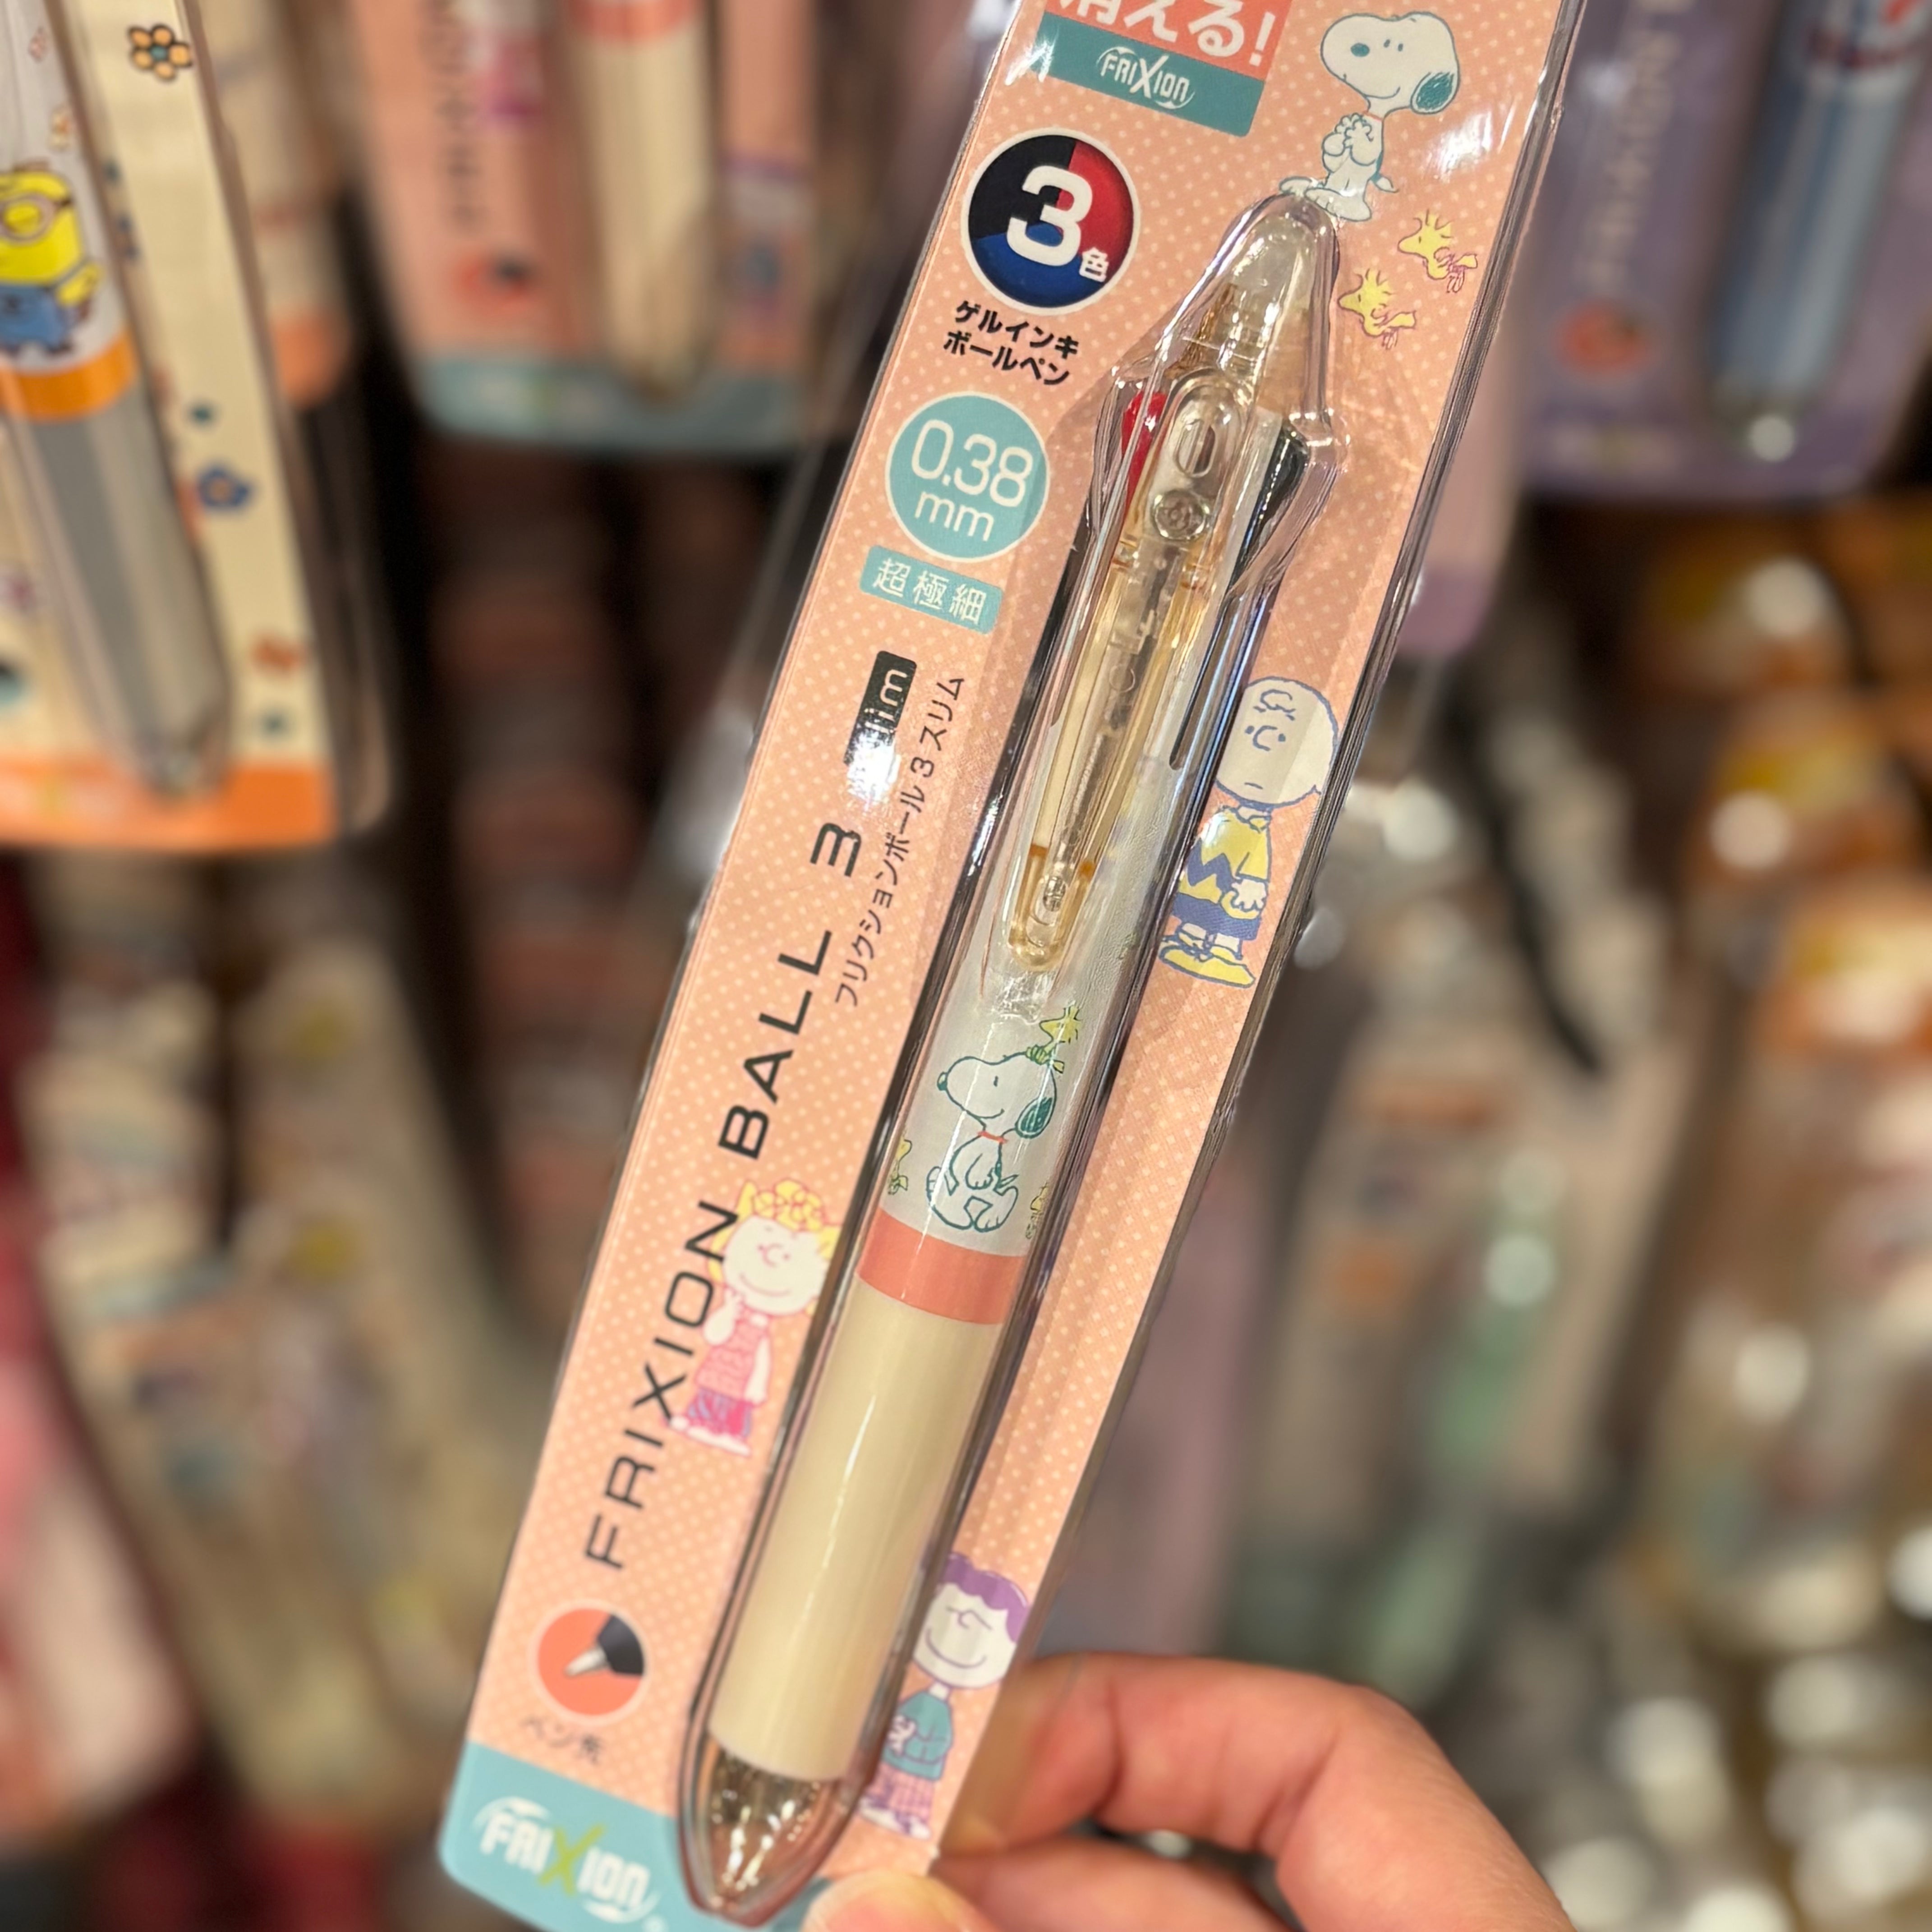 消える!
FRIXION
3色
ゲルインキ
ボールペン
0.38
mm
超極細
FRIXION BALL 3 slim
フリクションボール3スリム
ペン先
FRIXION